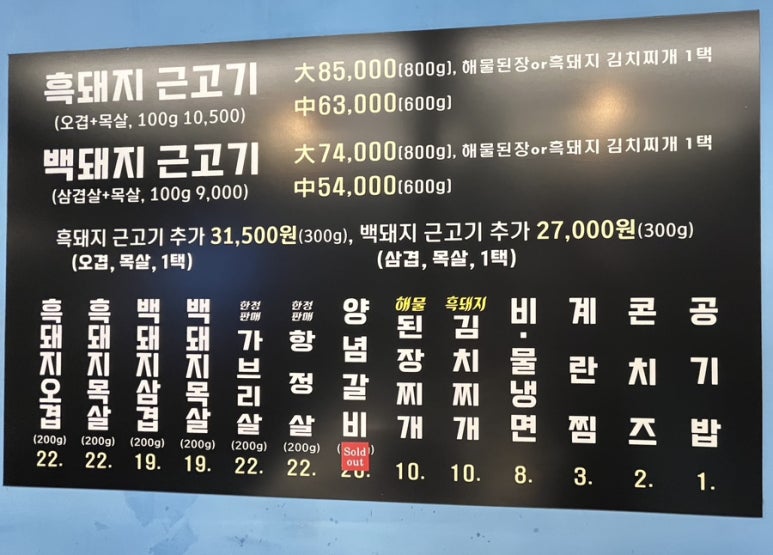 흑돼지 근고기
(오겹+목살, 100g 10,500)
大85,000(800g), 해물된장or흑돼지 김치찌개 1택
中63,000(600g)
백돼지 근고기
(삼겹살+목살, 100g 9,000)
大74,000(800g), 해물된장or흑돼지 김치찌개 1택
中54,000(600g)
흑돼지 근고기 추가 31,500원(300g), 백돼지 근고기 추가 27,000원(300g)
(오겹, 목살, 1택)
(삼겹, 목살, 1택)
흑돼지오겹 (200g) 22.
흑돼지목살 (200g) 22.
백돼지삼겹 (200g) 19.
백돼지목살 (200g) 19.
한정판매 가브리살 (200g) 22.
한정판매 항정살 (200g) 22.
양념갈비 Sold out
해물 된장찌개 10.
흑돼지 김치찌개 10.
비·물냉면 8.
계란찜 3.
콘치즈 2.
공기밥 1.